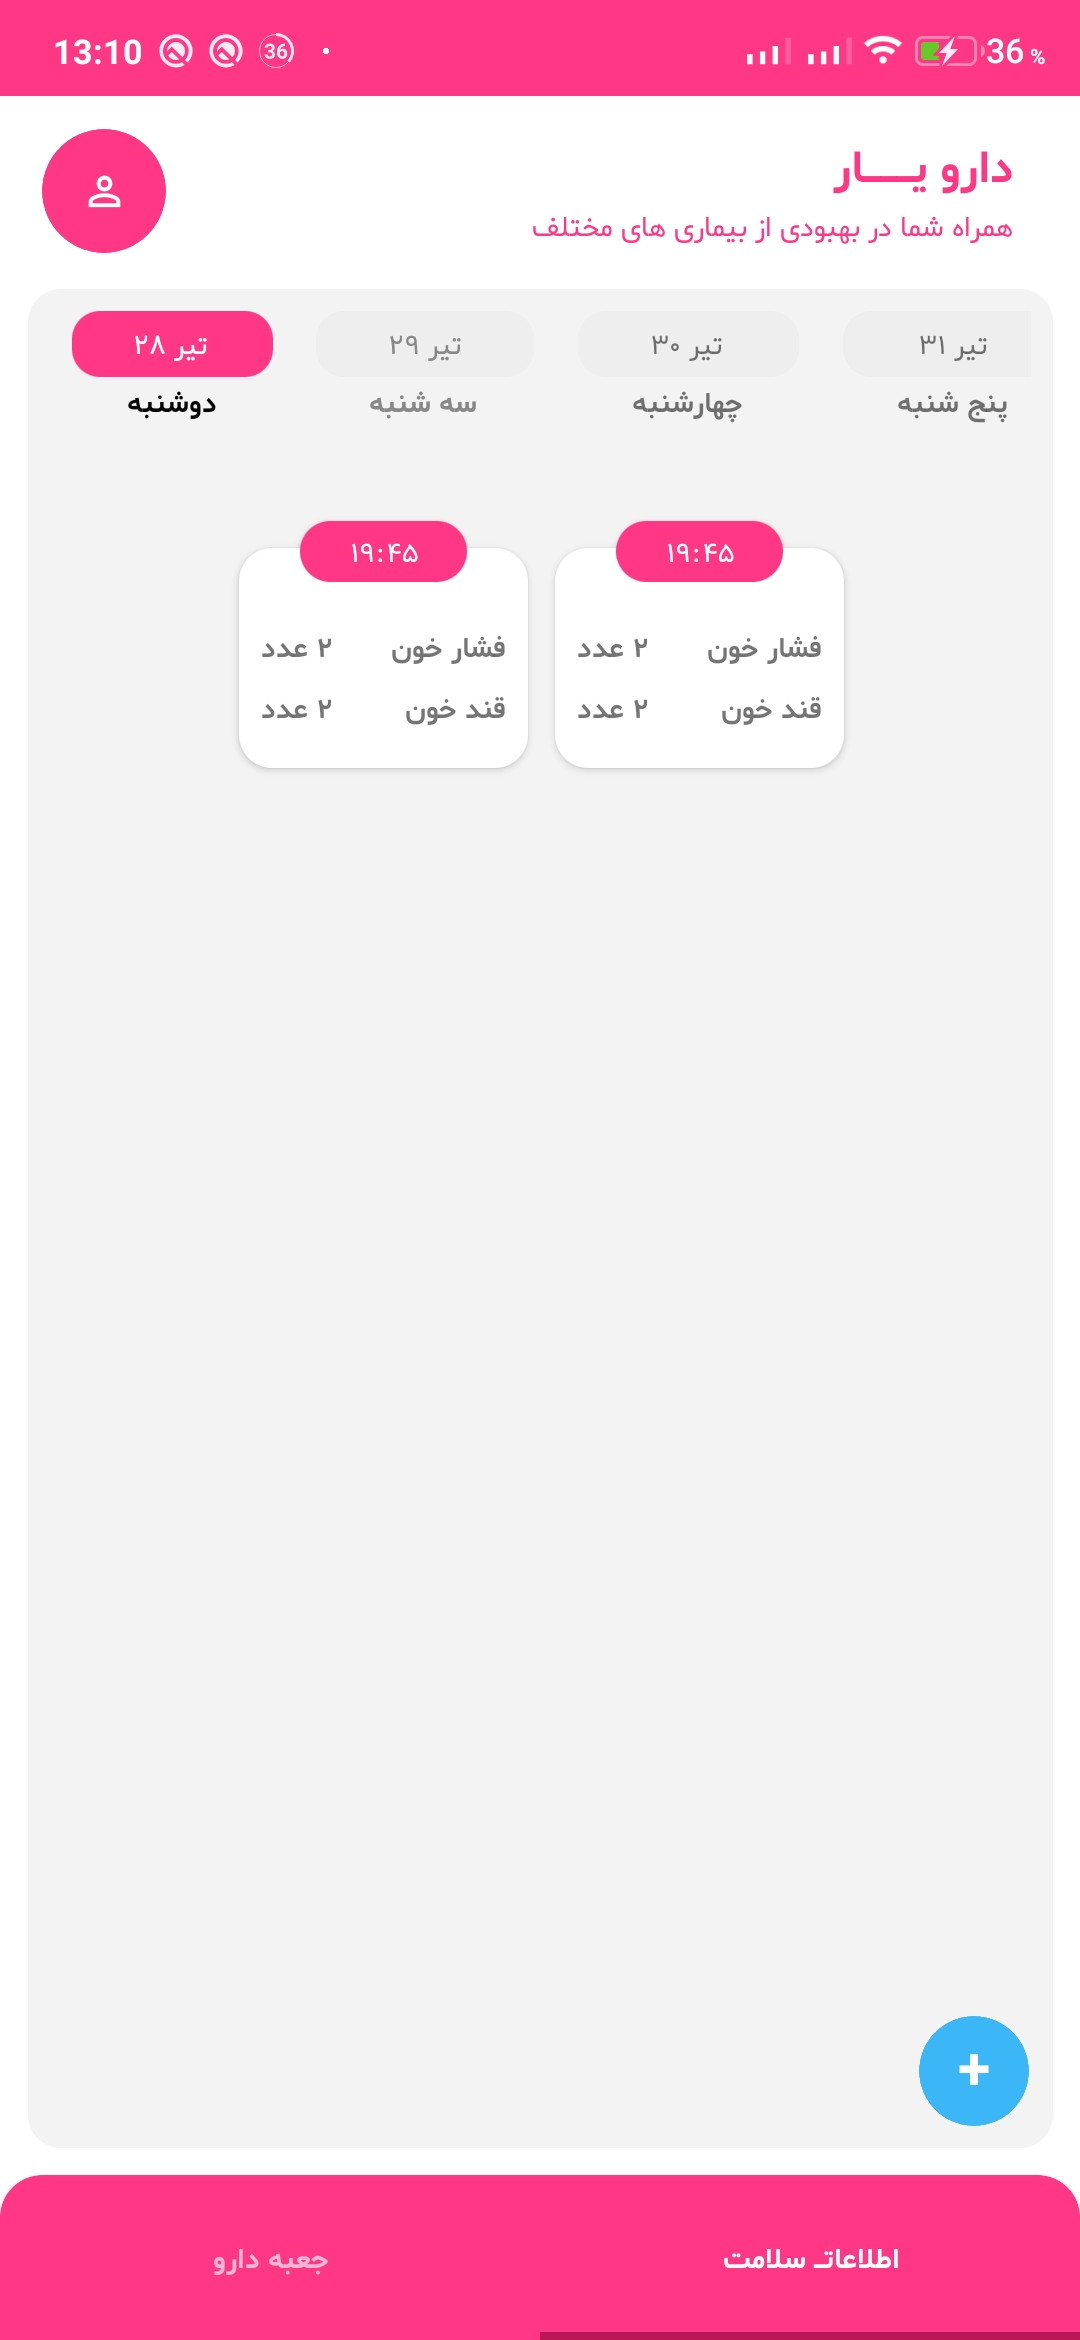 13:10 36 36 %
دارو یـــار
همراه شما در بهبودی از بیماری های مختلف
۳۱ تیر
۳۰ تیر
۲۹ تیر
۲۸ تیر
پنج شنبه
چهارشنبه
سه شنبه
دوشنبه
۱۹:۴۵
فشار خون ۲ عدد
قند خون ۲ عدد
۱۹:۴۵
فشار خون ۲ عدد
قند خون ۲ عدد
+
اطلاعاتـ سلامت
جعبه دارو